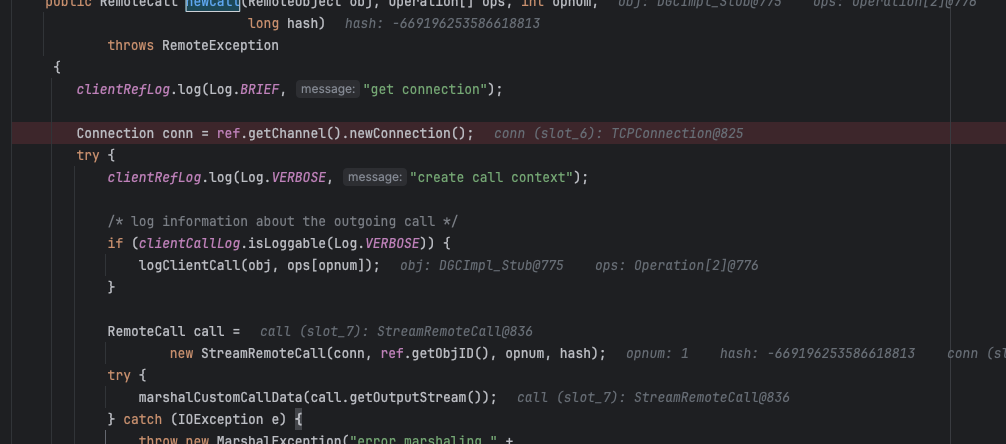 public RemoteCall newCall(RemoteObject obj, Operation[] ops, int opnum, obj: DGCImpl_Stub@775 ops: Operation[2]@776
long hash) hash: -669196253586618813
throws RemoteException
{
clientRefLog.log(Log.BRIEF, message: "get connection");
Connection conn = ref.getChannel().newConnection(); conn (slot_6): TCPConnection@825
try {
clientRefLog.log(Log.VERBOSE, message: "create call context");
/* log information about the outgoing call */
if (clientCallLog.isLoggable(Log.VERBOSE)) {
logClientCall(obj, ops[opnum]); obj: DGCImpl_Stub@775 ops: Operation[2]@776
}
RemoteCall call = call (slot_7): StreamRemoteCall@836
new StreamRemoteCall(conn, ref.getObjID(), opnum, hash); opnum: 1 hash: -669196253586618813 conn (sl
try {
marshalCustomCallData(call.getOutputStream()); call (slot_7): StreamRemoteCall@836
} catch (IOException e) {
throw new MarshalException("error marshaling " +